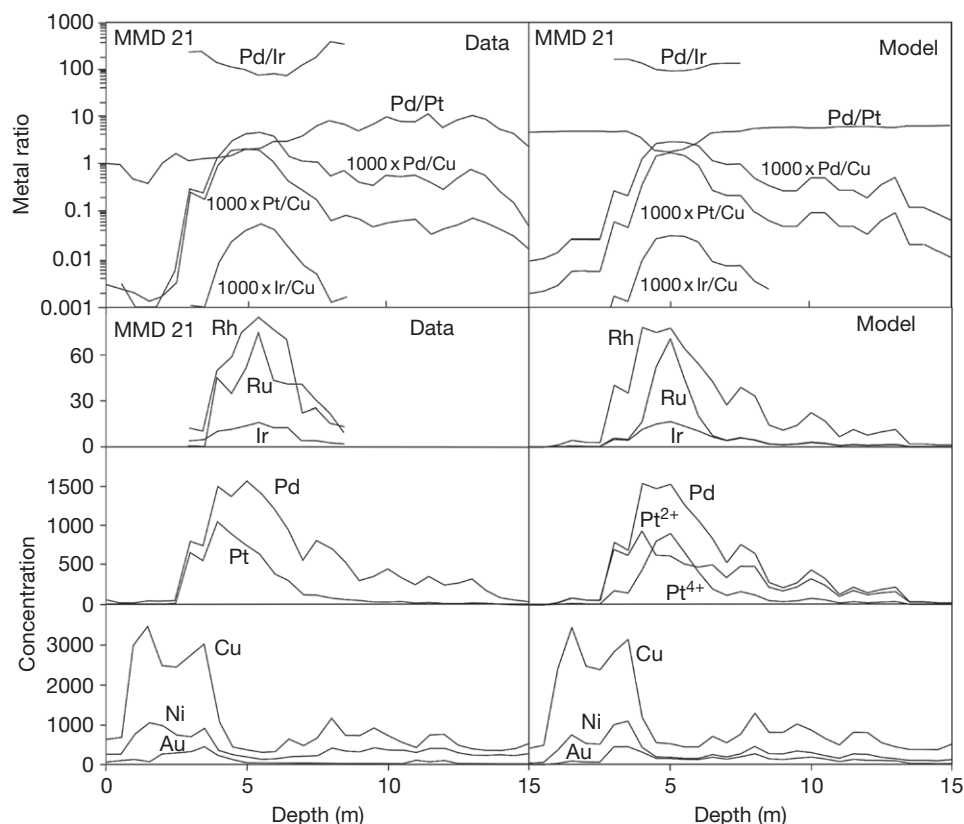 1000
100
10
1
0.1
0.01
0.001
Metal ratio
MMD 21
Data
Pd/Ir
Pd/Pt
1000 x Pd/Cu
1000 x Pt/Cu
1000 x Ir/Cu
MMD 21
Model
Pd/Ir
Pd/Pt
1000 x Pd/Cu
1000 x Pt/Cu
1000 x Ir/Cu
60
30
0
MMD 21
Data
Rh
Ru
Ir
Model
Rh
Ru
Ir
1500
1000
500
0
Pd
Pt
Pd
Pt2+
Pt4+
Concentration
3000
2000
1000
0
Cu
Ni
Au
Cu
Ni
Au
0 5 10 15 5 10 15
Depth (m) Depth (m)